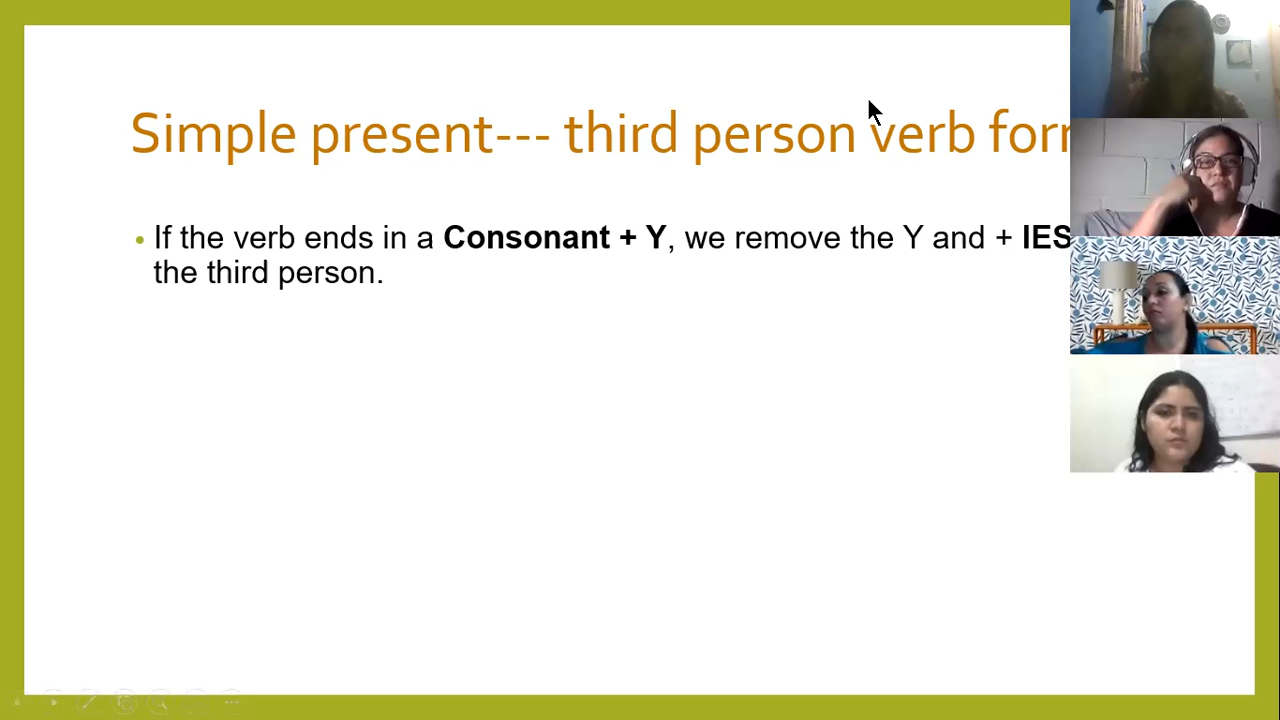 Simple present--- third person verb for
• If the verb ends in a Consonant + Y, we remove the Y and + IES
the third person.